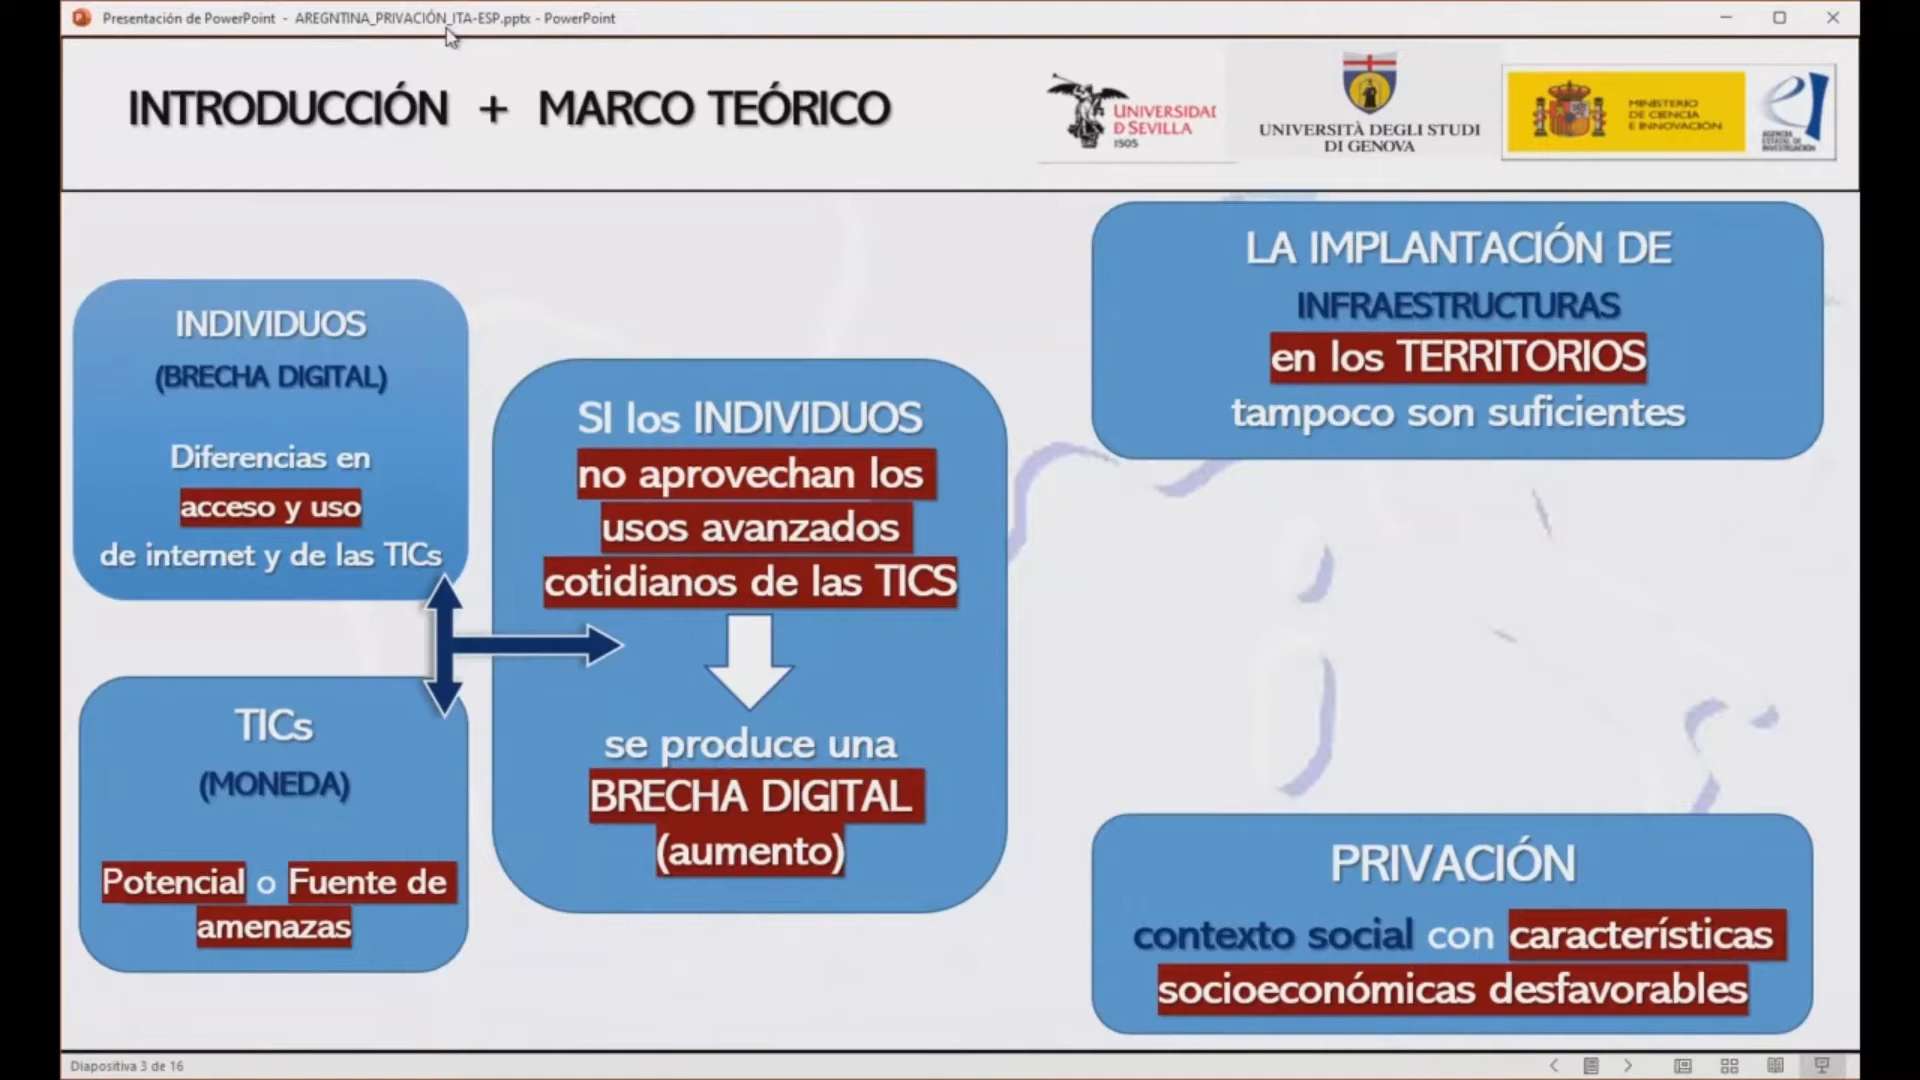 Presentación de PowerPoint - AREGNTINA_PRIVACIÓN_ITA-ESP.pptx - PowerPoint
INTRODUCCIÓN + MARCO TEÓRICO
UNIVERSIDAD
D SEVILLA
1505
UNIVERSITÀ DEGLI STUDI
DI GENOVA
MINISTERIO
DE CIENCIA
E INNOVACIÓN
AGENCIA
ESTATAL DE
INVESTIGACIÓN
INDIVIDUOS
(BRECHA DIGITAL)
Diferencias en
acceso y uso
de internet y de las TICs
TICs
(MONEDA)
Potencial o Fuente de
amenazas
SI los INDIVIDUOS
no aprovechan los
usos avanzados
cotidianos de las TICS
se produce una
BRECHA DIGITAL
(aumento)
LA IMPLANTACIÓN DE
INFRAESTRUCTURAS
en los TERRITORIOS
tampoco son suficientes
PRIVACIÓN
contexto social con características
socioeconómicas desfavorables
Diapositiva 3 de 16